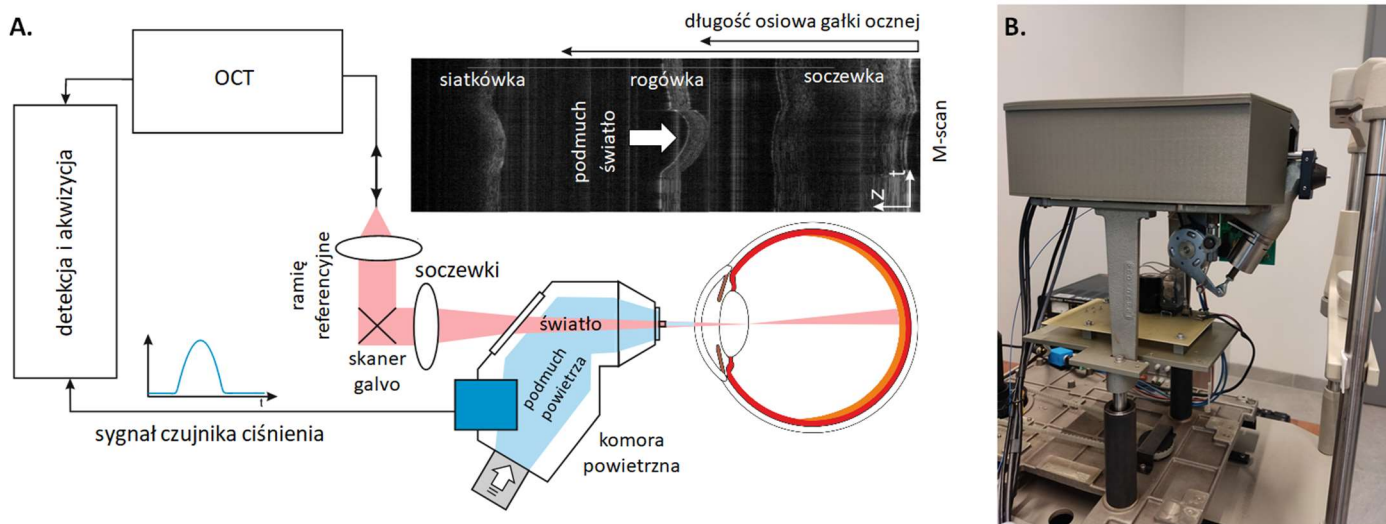 A.
OCT
detekcja i akwizycja
ramię
referencyjne
soczewki
skaner
galvo
t
sygnał czujnika ciśnienia
światło
podmuch
powietrza
komora
powietrzna
długość osiowa gałki ocznej
siatkówka
rogówka
soczewka
podmuch
światło
z
t
M-scan
B.